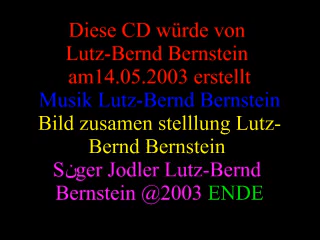 Diese CD würde von
Lutz-Bernd Bernstein
am14.05.2003 erstellt
Musik Lutz-Bernd Bernstein
Bild zusamen stelllung Lutz-
Bernd Bernstein
Sنger Jodler Lutz-Bernd
Bernstein @2003 ENDE